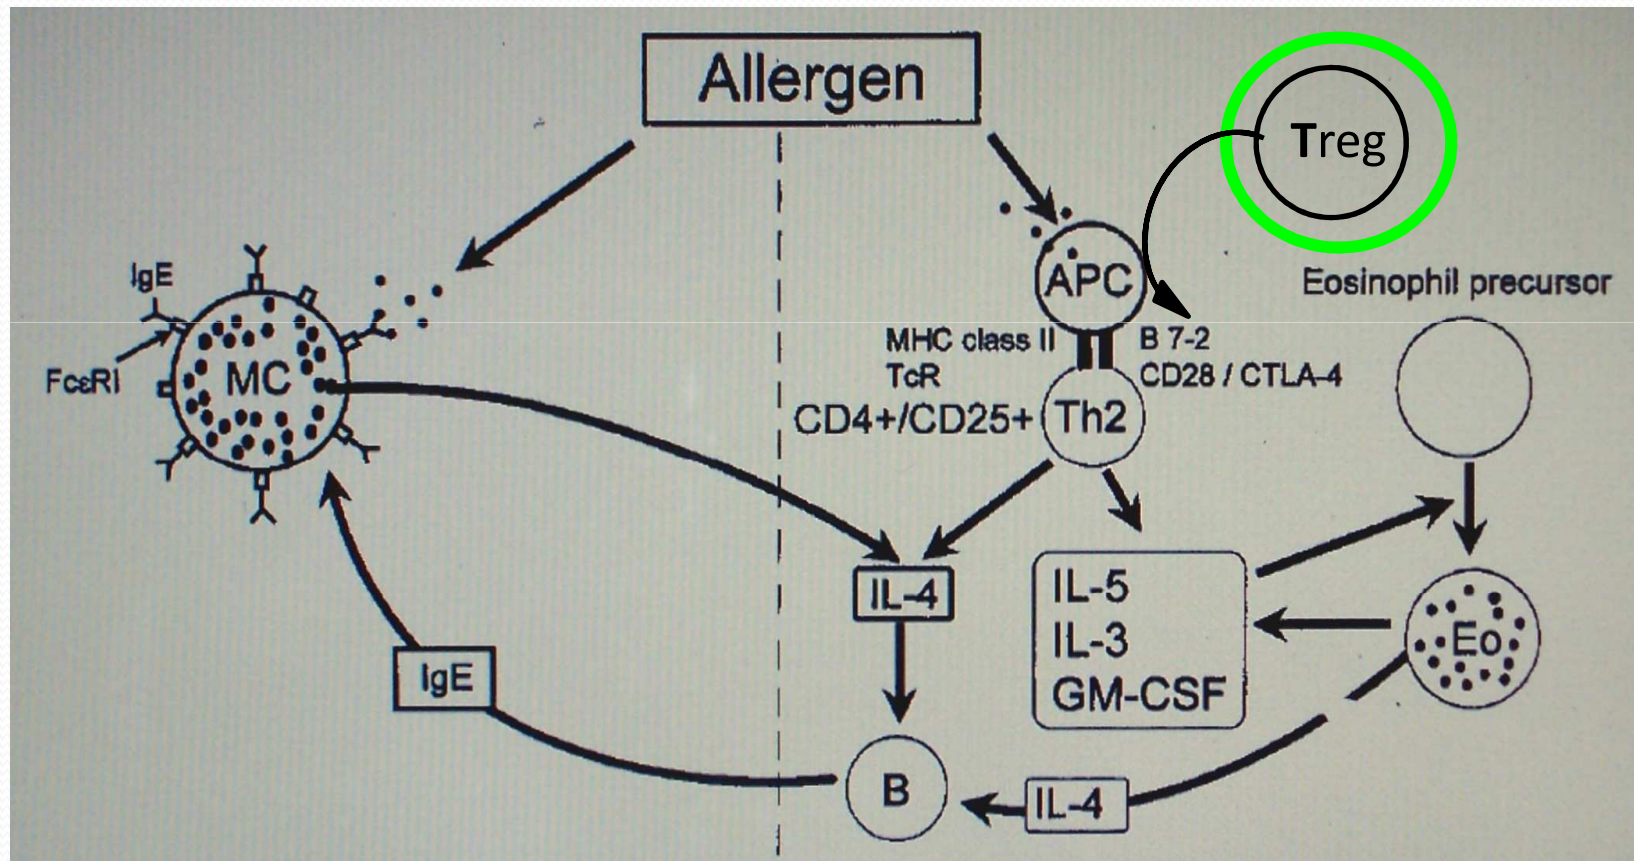 Allergen
Treg
IgE
APC
Eosinophil precursor
FcεRI
MC
MHC class II
B 7-2
TcR
CD28 / CTLA-4
CD4+/CD25+
Th2
IL-4
IL-5
IL-3
GM-CSF
Eo
IgE
B
IL-4